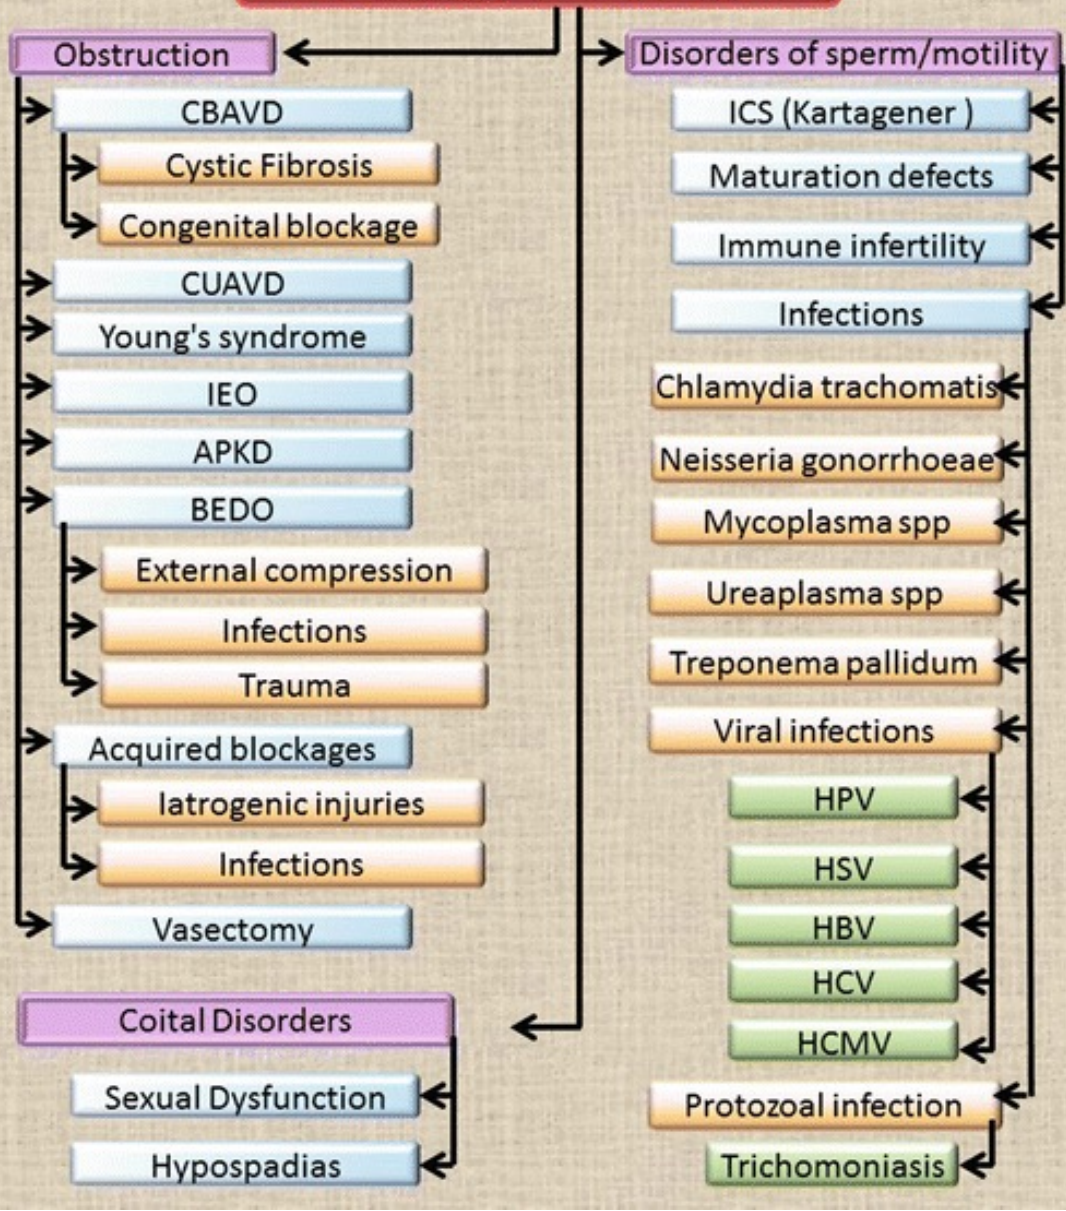 Obstruction
CBAVD
Cystic Fibrosis
Congenital blockage
CUAVD
Young's syndrome
IEO
APKD
BEDO
External compression
Infections
Trauma
Acquired blockages
Iatrogenic injuries
Infections
Vasectomy
Coital Disorders
Sexual Dysfunction
Hypospadias
Disorders of sperm/motility
ICS (Kartagener )
Maturation defects
Immune infertility
Infections
Chlamydia trachomatis
Neisseria gonorrhoeae
Mycoplasma spp
Ureaplasma spp
Treponema pallidum
Viral infections
HPV
HSV
HBV
HCV
HCMV
Protozoal infection
Trichomoniasis